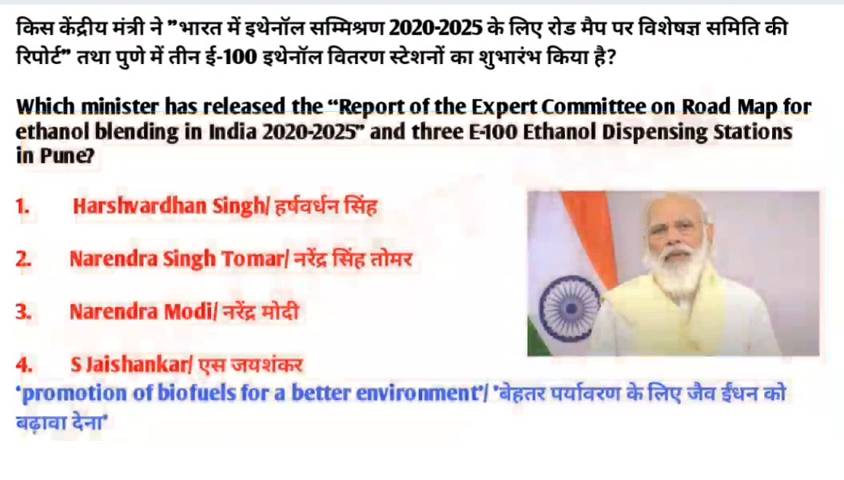 किस केंद्रीय मंत्री ने "भारत में इथेनॉल सम्मिश्रण 2020-2025 के लिए रोड मैप पर विशेषज्ञ समिति की
रिपोर्ट" तथा पुणे में तीन ई-100 इथेनॉल वितरण स्टेशनों का शुभारंभ किया है?
Which minister has released the “Report of the Expert Committee on Road Map for
ethanol blending in India 2020-2025” and three E-100 Ethanol Dispensing Stations
in Pune?
1. Harshvardhan Singh/ हर्षवर्धन सिंह
2. Narendra Singh Tomar/ नरेंद्र सिंह तोमर
3. Narendra Modi/ नरेंद्र मोदी
4. S Jaishankar/ एस जयशंकर
‘promotion of biofuels for a better environment’/ 'बेहतर पर्यावरण के लिए जैव ईंधन को
बढ़ावा देना'